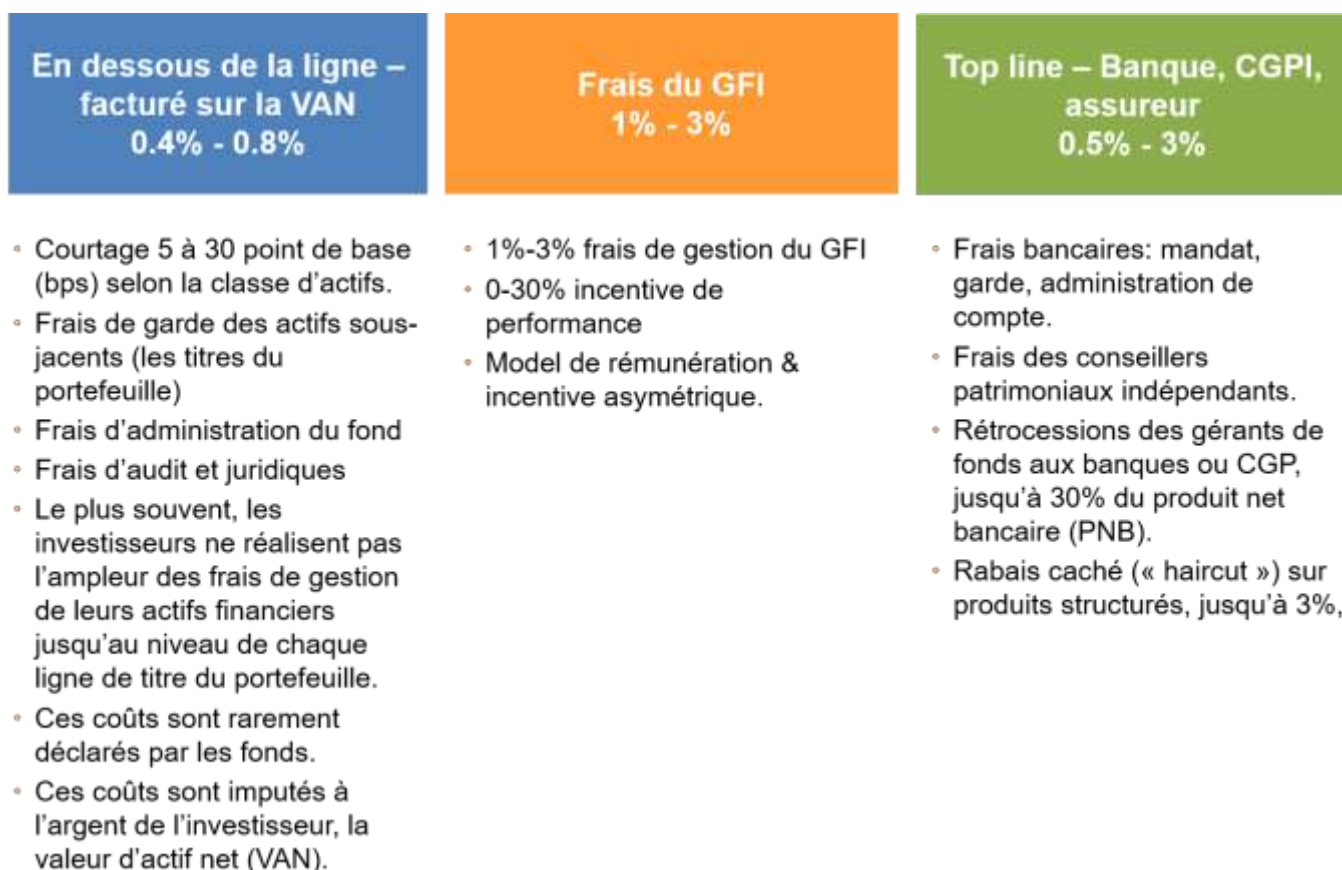 En dessous de la ligne –
facturé sur la VAN
0.4% - 0.8%
Courtage 5 à 30 point de base
(bps) selon la classe d'actifs.
Frais de garde des actifs sous-
jacents (les titres du
portefeuille)
Frais d'administration du fond
Frais d'audit et juridiques
Le plus souvent, les
investisseurs ne réalisent pas
l'ampleur des frais de gestion
de leurs actifs financiers
jusqu'au niveau de chaque
ligne de titre du portefeuille.
Ces coûts sont rarement
déclarés par les fonds.
Ces coûts sont imputés à
l'argent de l'investisseur, la
valeur d'actif net (VAN).
Frais du GFI
1% - 3%
1%-3% frais de gestion du GFI
0-30% incentive de
performance
Model de rémunération &
incentive asymétrique.
Top line – Banque, CGPI,
assureur
0.5% - 3%
Frais bancaires: mandat,
garde, administration de
compte.
Frais des conseillers
patrimoniaux indépendants.
Rétrocessions des gérants de
fonds aux banques ou CGP,
jusqu'à 30% du produit net
bancaire (PNB).
Rabais caché (« haircut ») sur
produits structurés, jusqu'à 3%,